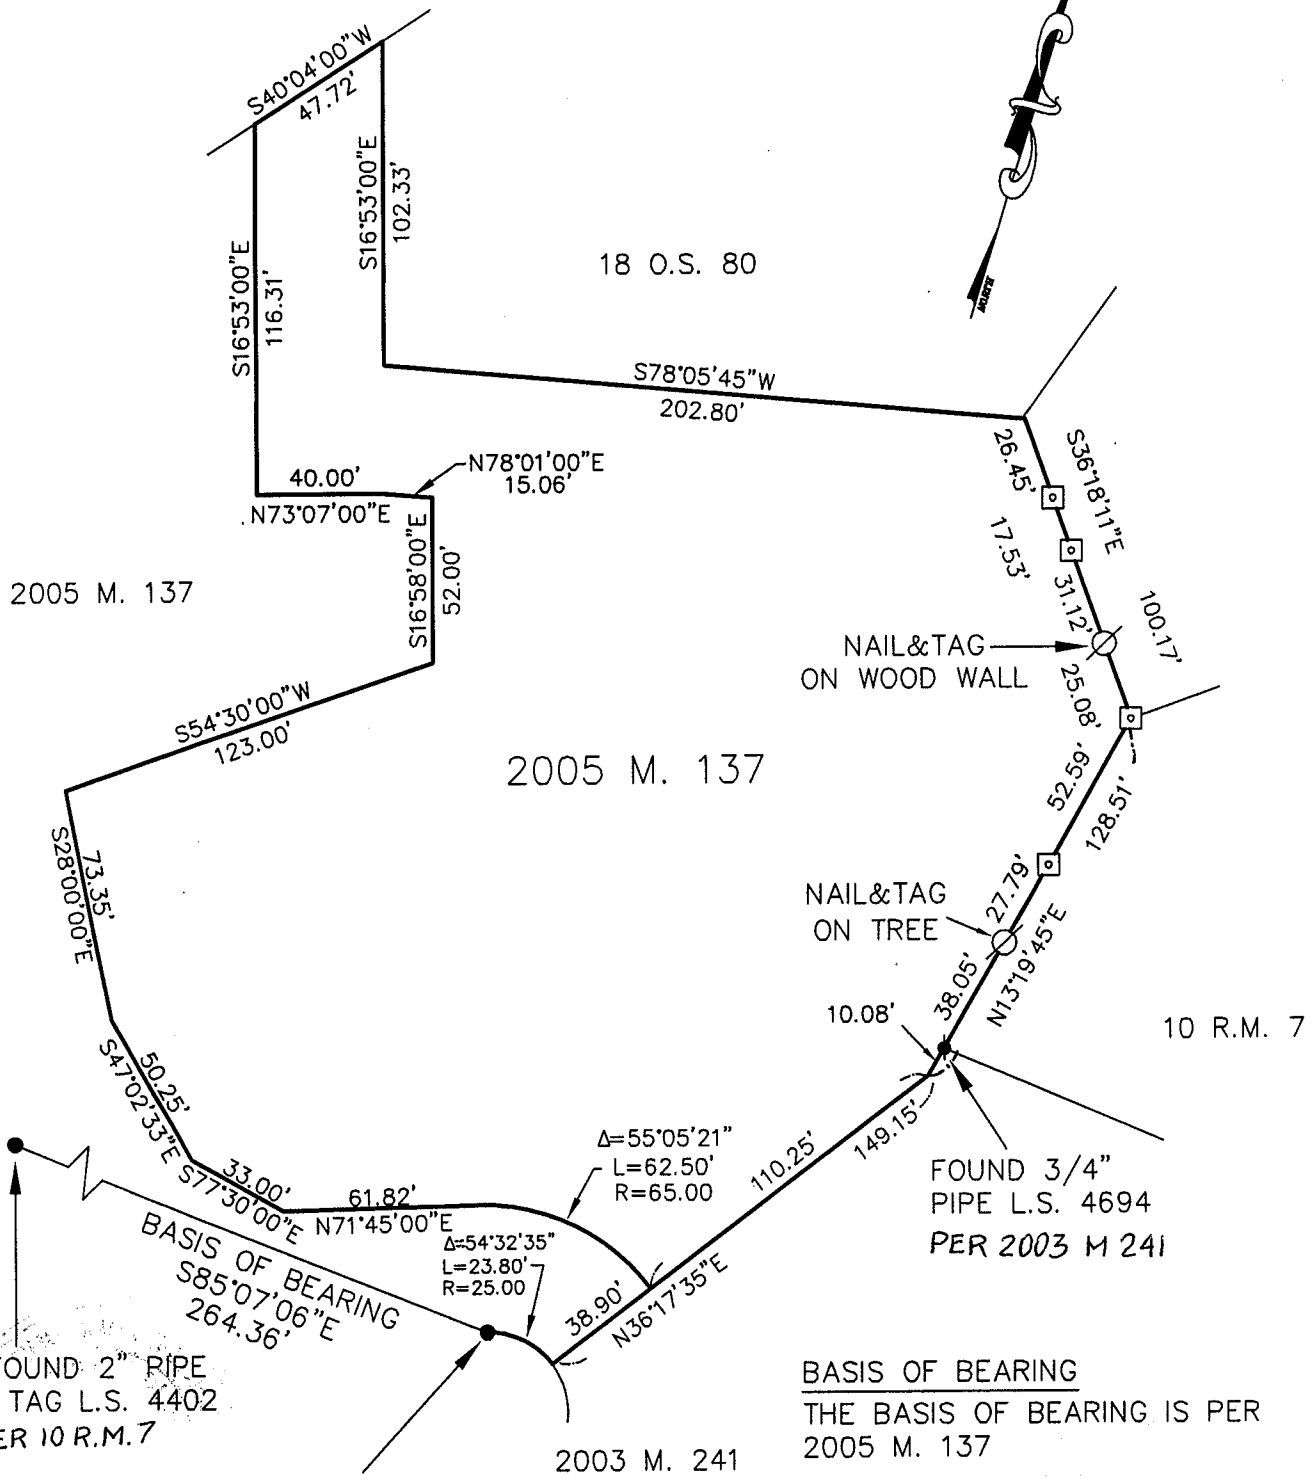 S40°04'00"W
47.72'
S16°53'00"E
102.33'
S16°53'00"E
116.31'
18 O.S. 80
S78°05'45"W
202.80'
26.45'
S36°18'11"E
17.53'
31.12'
100.17'
25.08'
40.00'
N73°07'00"E
N78°01'00"E
15.06'
S16°58'00"E
52.00'
2005 M. 137
NAIL&TAG
ON WOOD WALL
S54°30'00"W
123.00'
2005 M. 137
52.59'
128.51'
NAIL&TAG
ON TREE
27.79'
38.05'
N13°19'45"E
10.08'
10 R.M. 7
73.35'
S28°00'00"E
50.25'
S47°02'33"E
33.00'
S77°30'00"E
61.82'
N71°45'00"E
Δ=55°05'21"
L=62.50'
R=65.00
110.25'
149.15'
FOUND 3/4"
PIPE L.S. 4694
PER 2003 M 241
BASIS OF BEARING
S85°07'06"E
264.36'
Δ=54°32'35"
L=23.80'
R=25.00
38.90'
N36°17'35"E
OUND 2" PIPE
TAG L.S. 4402
ER 10 R.M. 7
BASIS OF BEARING
THE BASIS OF BEARING IS PER
2005 M. 137
2003 M. 241